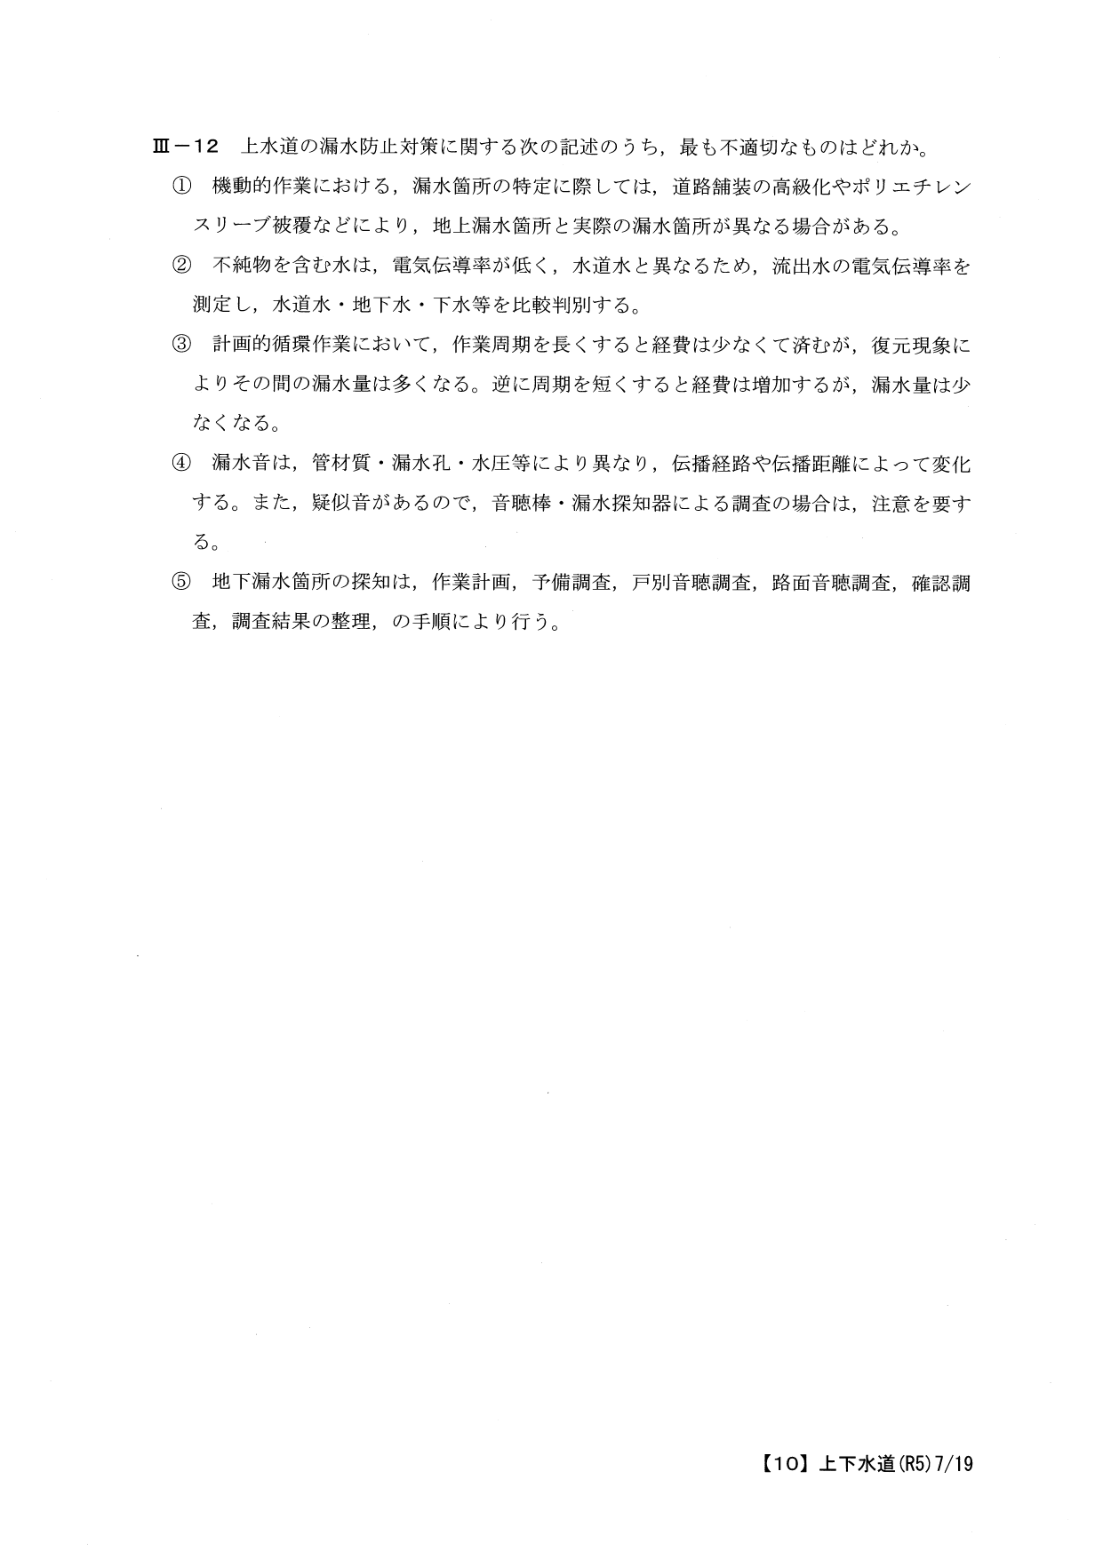 Ⅲ－12　上水道の漏水防止対策に関する次の記述のうち，最も不適切なものはどれか。
①　機動的作業における，漏水箇所の特定に際しては，道路舗装の高級化やポリエチレン
スリーブ被覆などにより，地上漏水箇所と実際の漏水箇所が異なる場合がある。
②　不純物を含む水は，電気伝導率が低く，水道水と異なるため，流出水の電気伝導率を
測定し，水道水・地下水・下水等を比較判別する。
③　計画的循環作業において，作業周期を長くすると経費は少なくて済むが，復元現象に
よりその間の漏水量は多くなる。逆に周期を短くすると経費は増加するが，漏水量は少
なくなる。
④　漏水音は，管材質・漏水孔・水圧等により異なり，伝播経路や伝播距離によって変化
する。また，疑似音があるので，音聴棒・漏水探知器による調査の場合は，注意を要す
る。
⑤　地下漏水箇所の探知は，作業計画，予備調査，戸別音聴調査，路面音聴調査，確認調
査，調査結果の整理，の手順により行う。
【10】上下水道(R5)7/19